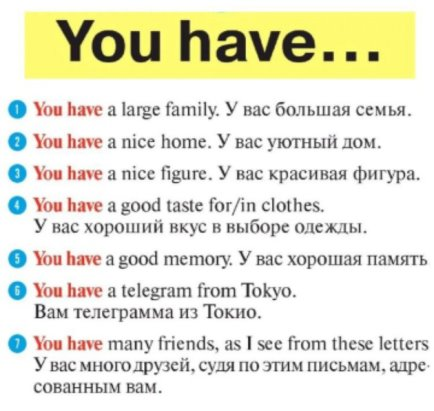 You have...
1 You have a large family. У вас большая семья.
2 You have a nice home. У вас уютный дом.
3 You have a nice figure. У вас красивая фигура.
4 You have a good taste for/in clothes.
У вас хороший вкус в выборе одежды.
5 You have a good memory. У вас хорошая память
6 You have a telegram from Tokyo.
Вам телеграмма из Токио.
7 You have many friends, as I see from these letters
У вас много друзей, судя по этим письмам, адре-
сованным вам.